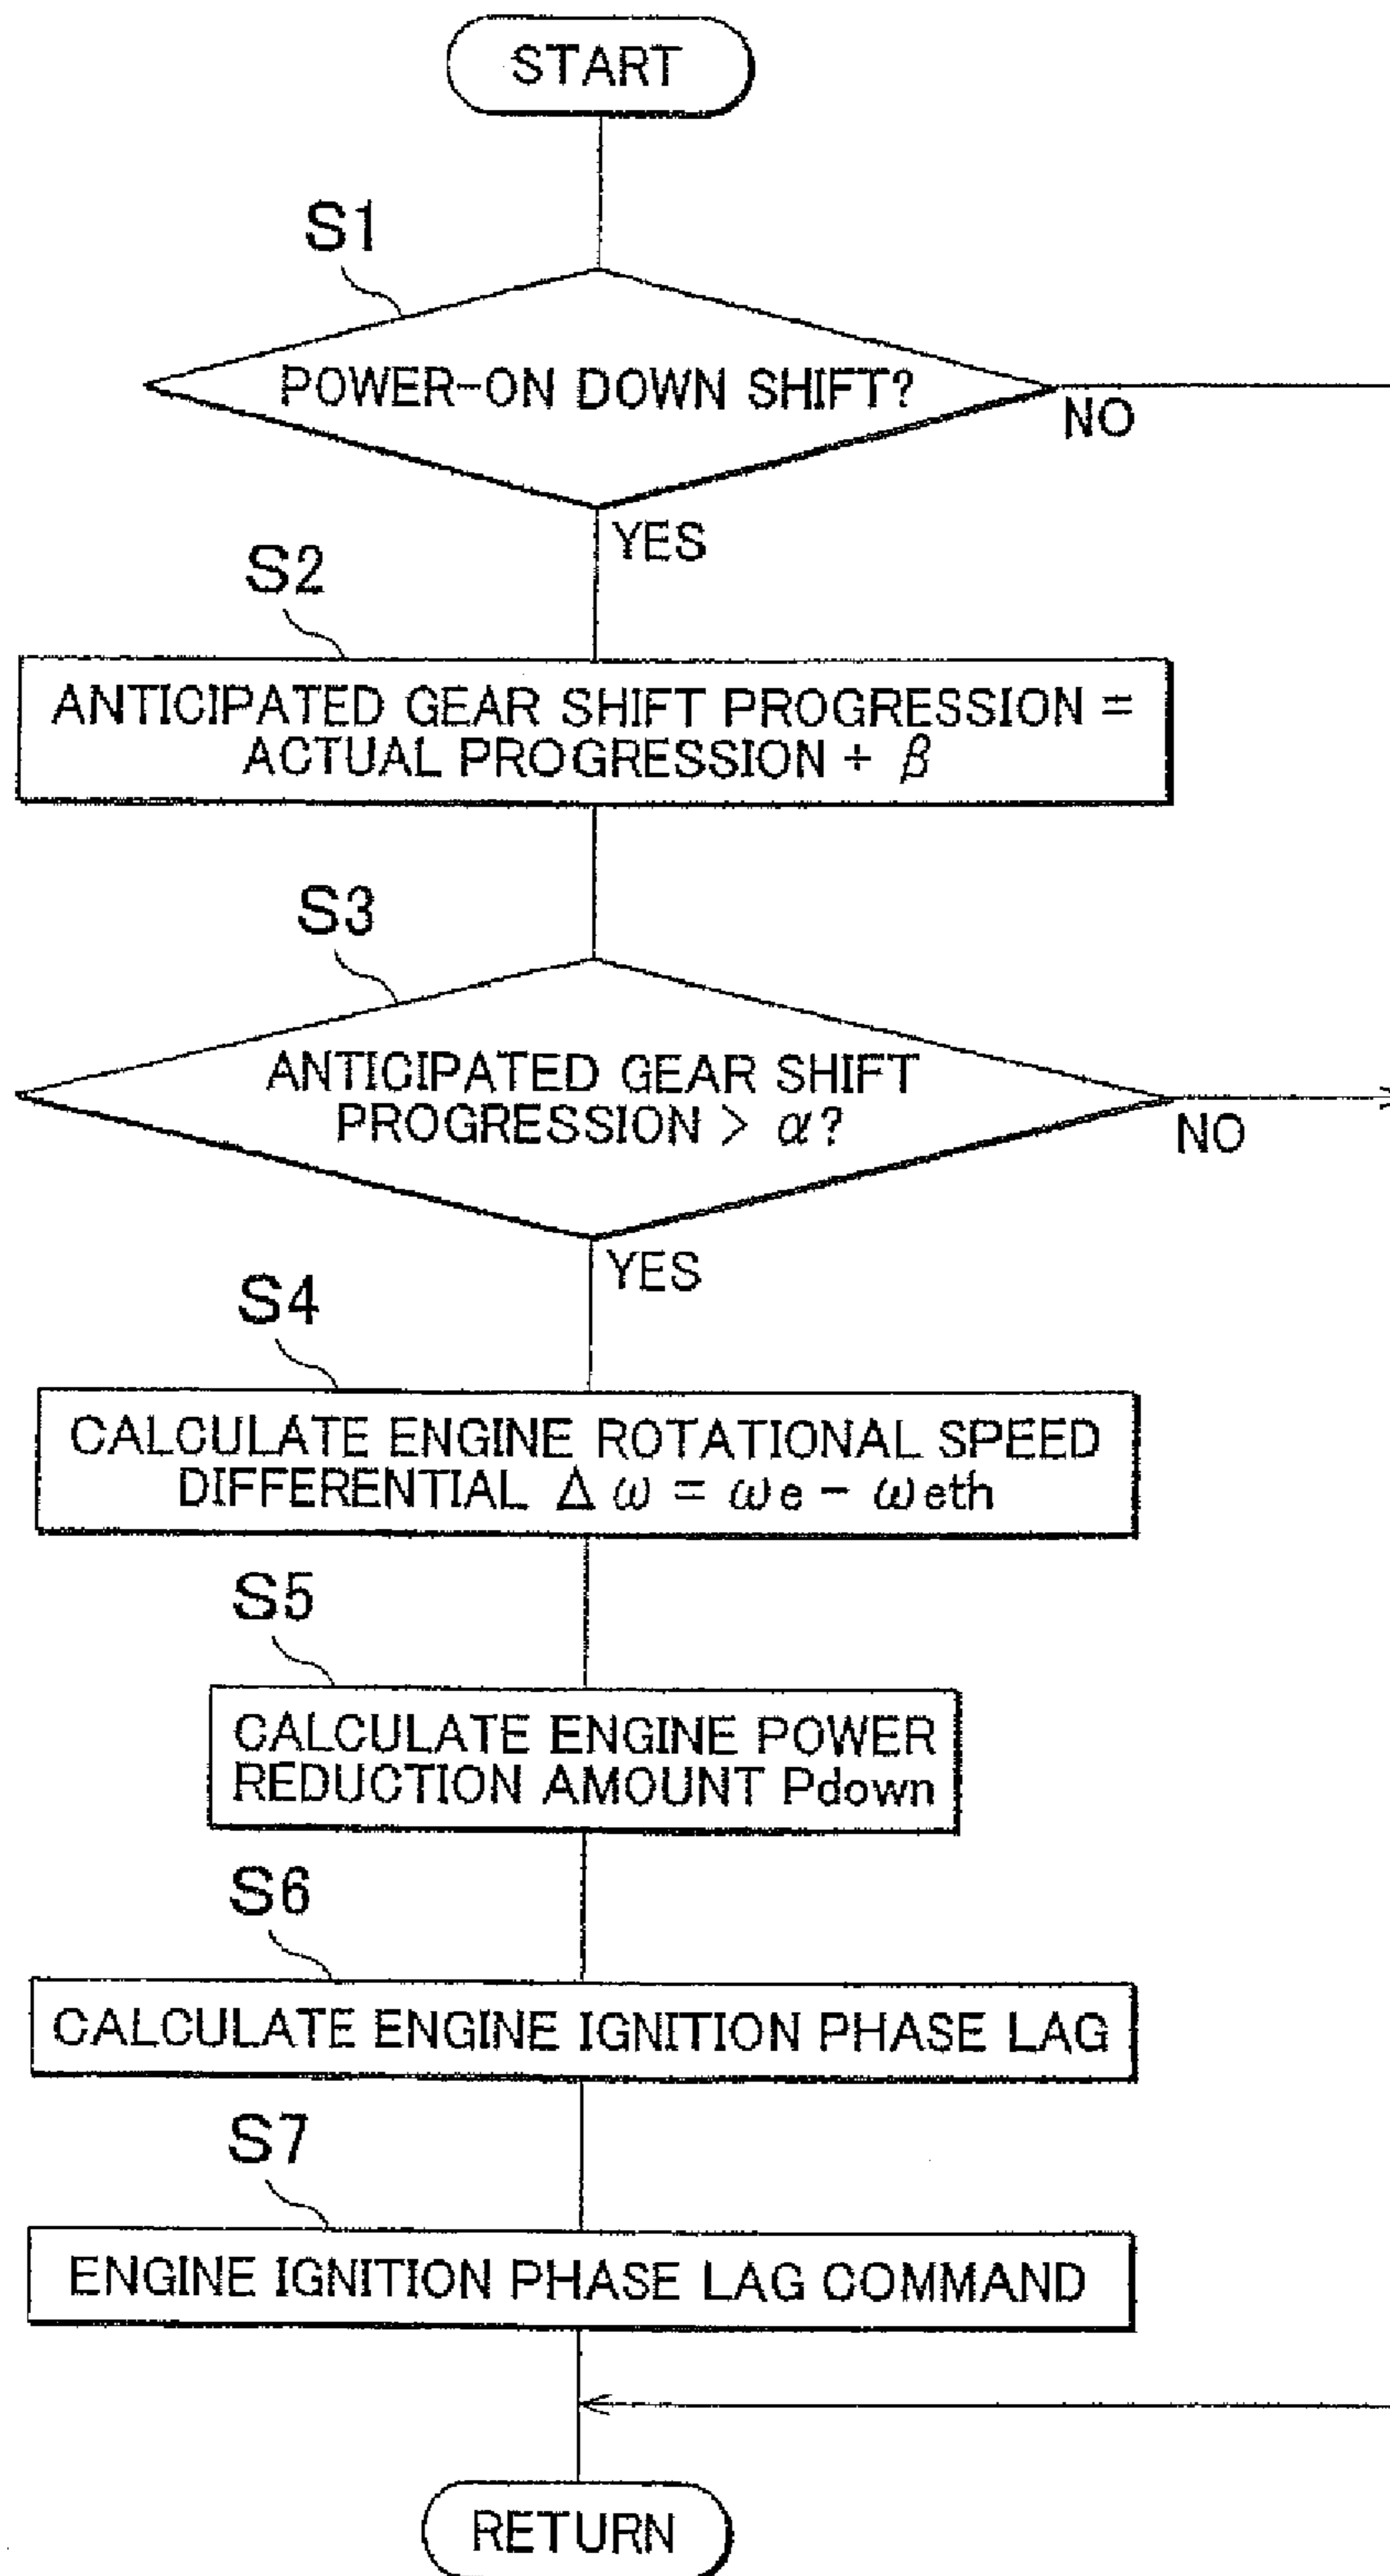 START
S1
POWER-ON DOWN SHIFT?
NO
YES
S2
ANTICIPATED GEAR SHIFT PROGRESSION =
ACTUAL PROGRESSION + β
S3
ANTICIPATED GEAR SHIFT
PROGRESSION > α?
NO
YES
S4
CALCULATE ENGINE ROTATIONAL SPEED
DIFFERENTIAL Δω = ωe - ωeth
S5
CALCULATE ENGINE POWER
REDUCTION AMOUNT Pdown
S6
CALCULATE ENGINE IGNITION PHASE LAG
S7
ENGINE IGNITION PHASE LAG COMMAND
RETURN